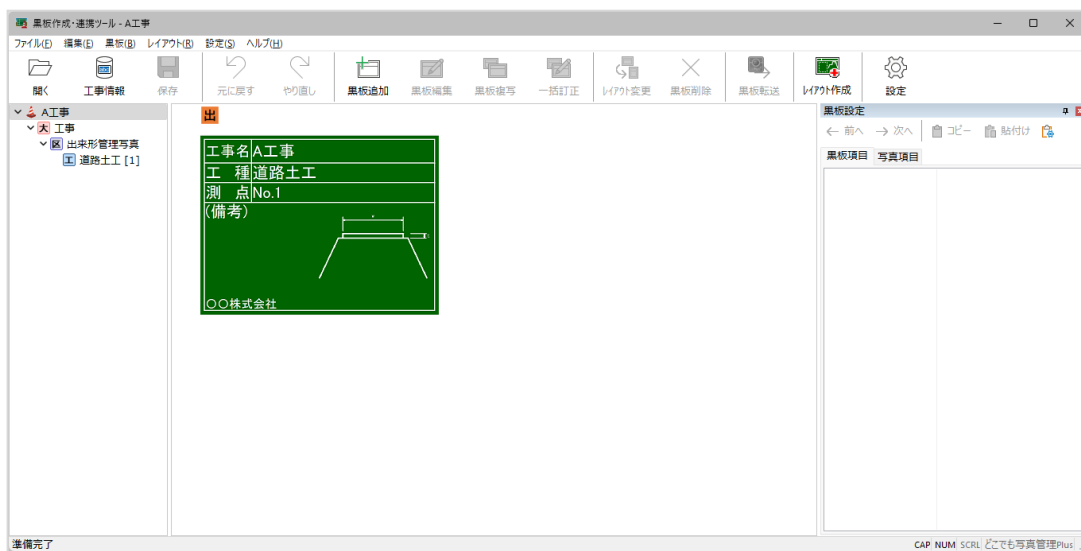 黒板作成・連携ツール - A工事
ファイル(F) 編集(E) 黒板(B) レイアウト(R) 設定(S) ヘルプ(H)
開く 工事情報 保存 元に戻す やり直し 黒板追加 黒板編集 黒板複写 一括訂正 レイアウト変更 黒板削除 黒板転送 レイアウト作成 設定
A工事
大 工事
区 出来形管理写真
工 道路土工 [1]
出
工事名 A工事
工 種 道路土工
測 点 No.1
(備考)
〇〇株式会社
黒板設定
← 前へ → 次へ コピー 貼付け
黒板項目 写真項目
準備完了
CAP NUM SCRL どこでも写真管理Plus